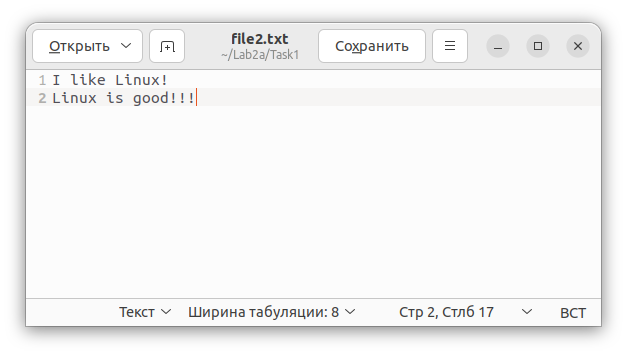 Открыть
file2.txt
~/Lab2a/Task1
Сохранить
1 I like Linux!
2 Linux is good!!!
Текст Ширина табуляции: 8 Стр 2, Стлб 17 ВСТ